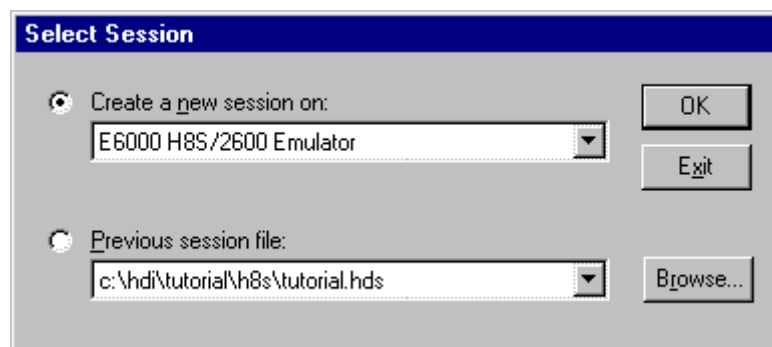 Select Session
Create a new session on:
E6000 H8S/2600 Emulator
OK
Exit
Previous session file:
c:\hdi\tutorial\h8s\tutorial.hds
Browse...